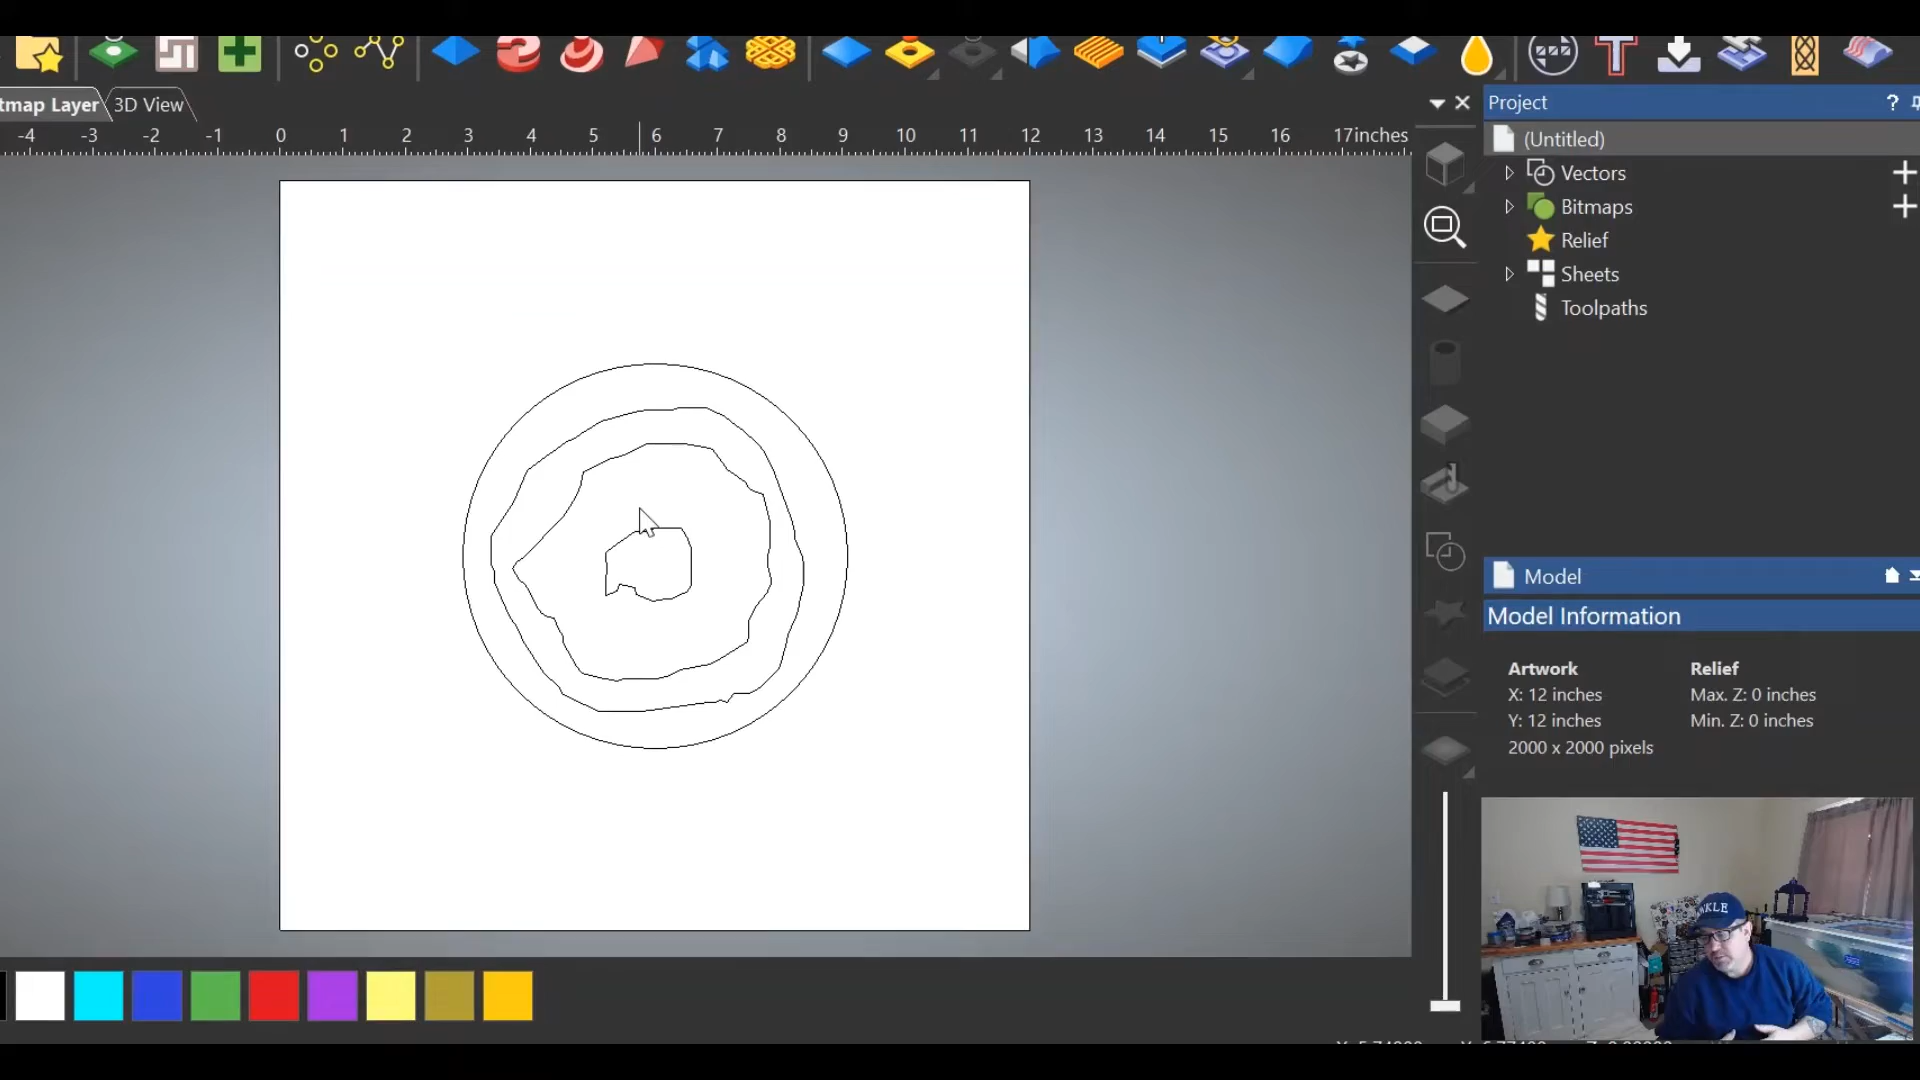 tmap Layer 3D View
-4 -3 -2 -1 0 1 2 3 4 5 6 7 8 9 10 11 12 13 14 15 16 17inches
Project ?
(Untitled)
Vectors
Bitmaps
Relief
Sheets
Toolpaths
Model
Model Information
Artwork Relief
X: 12 inches Max. Z: 0 inches
Y: 12 inches Min. Z: 0 inches
2000 x 2000 pixels